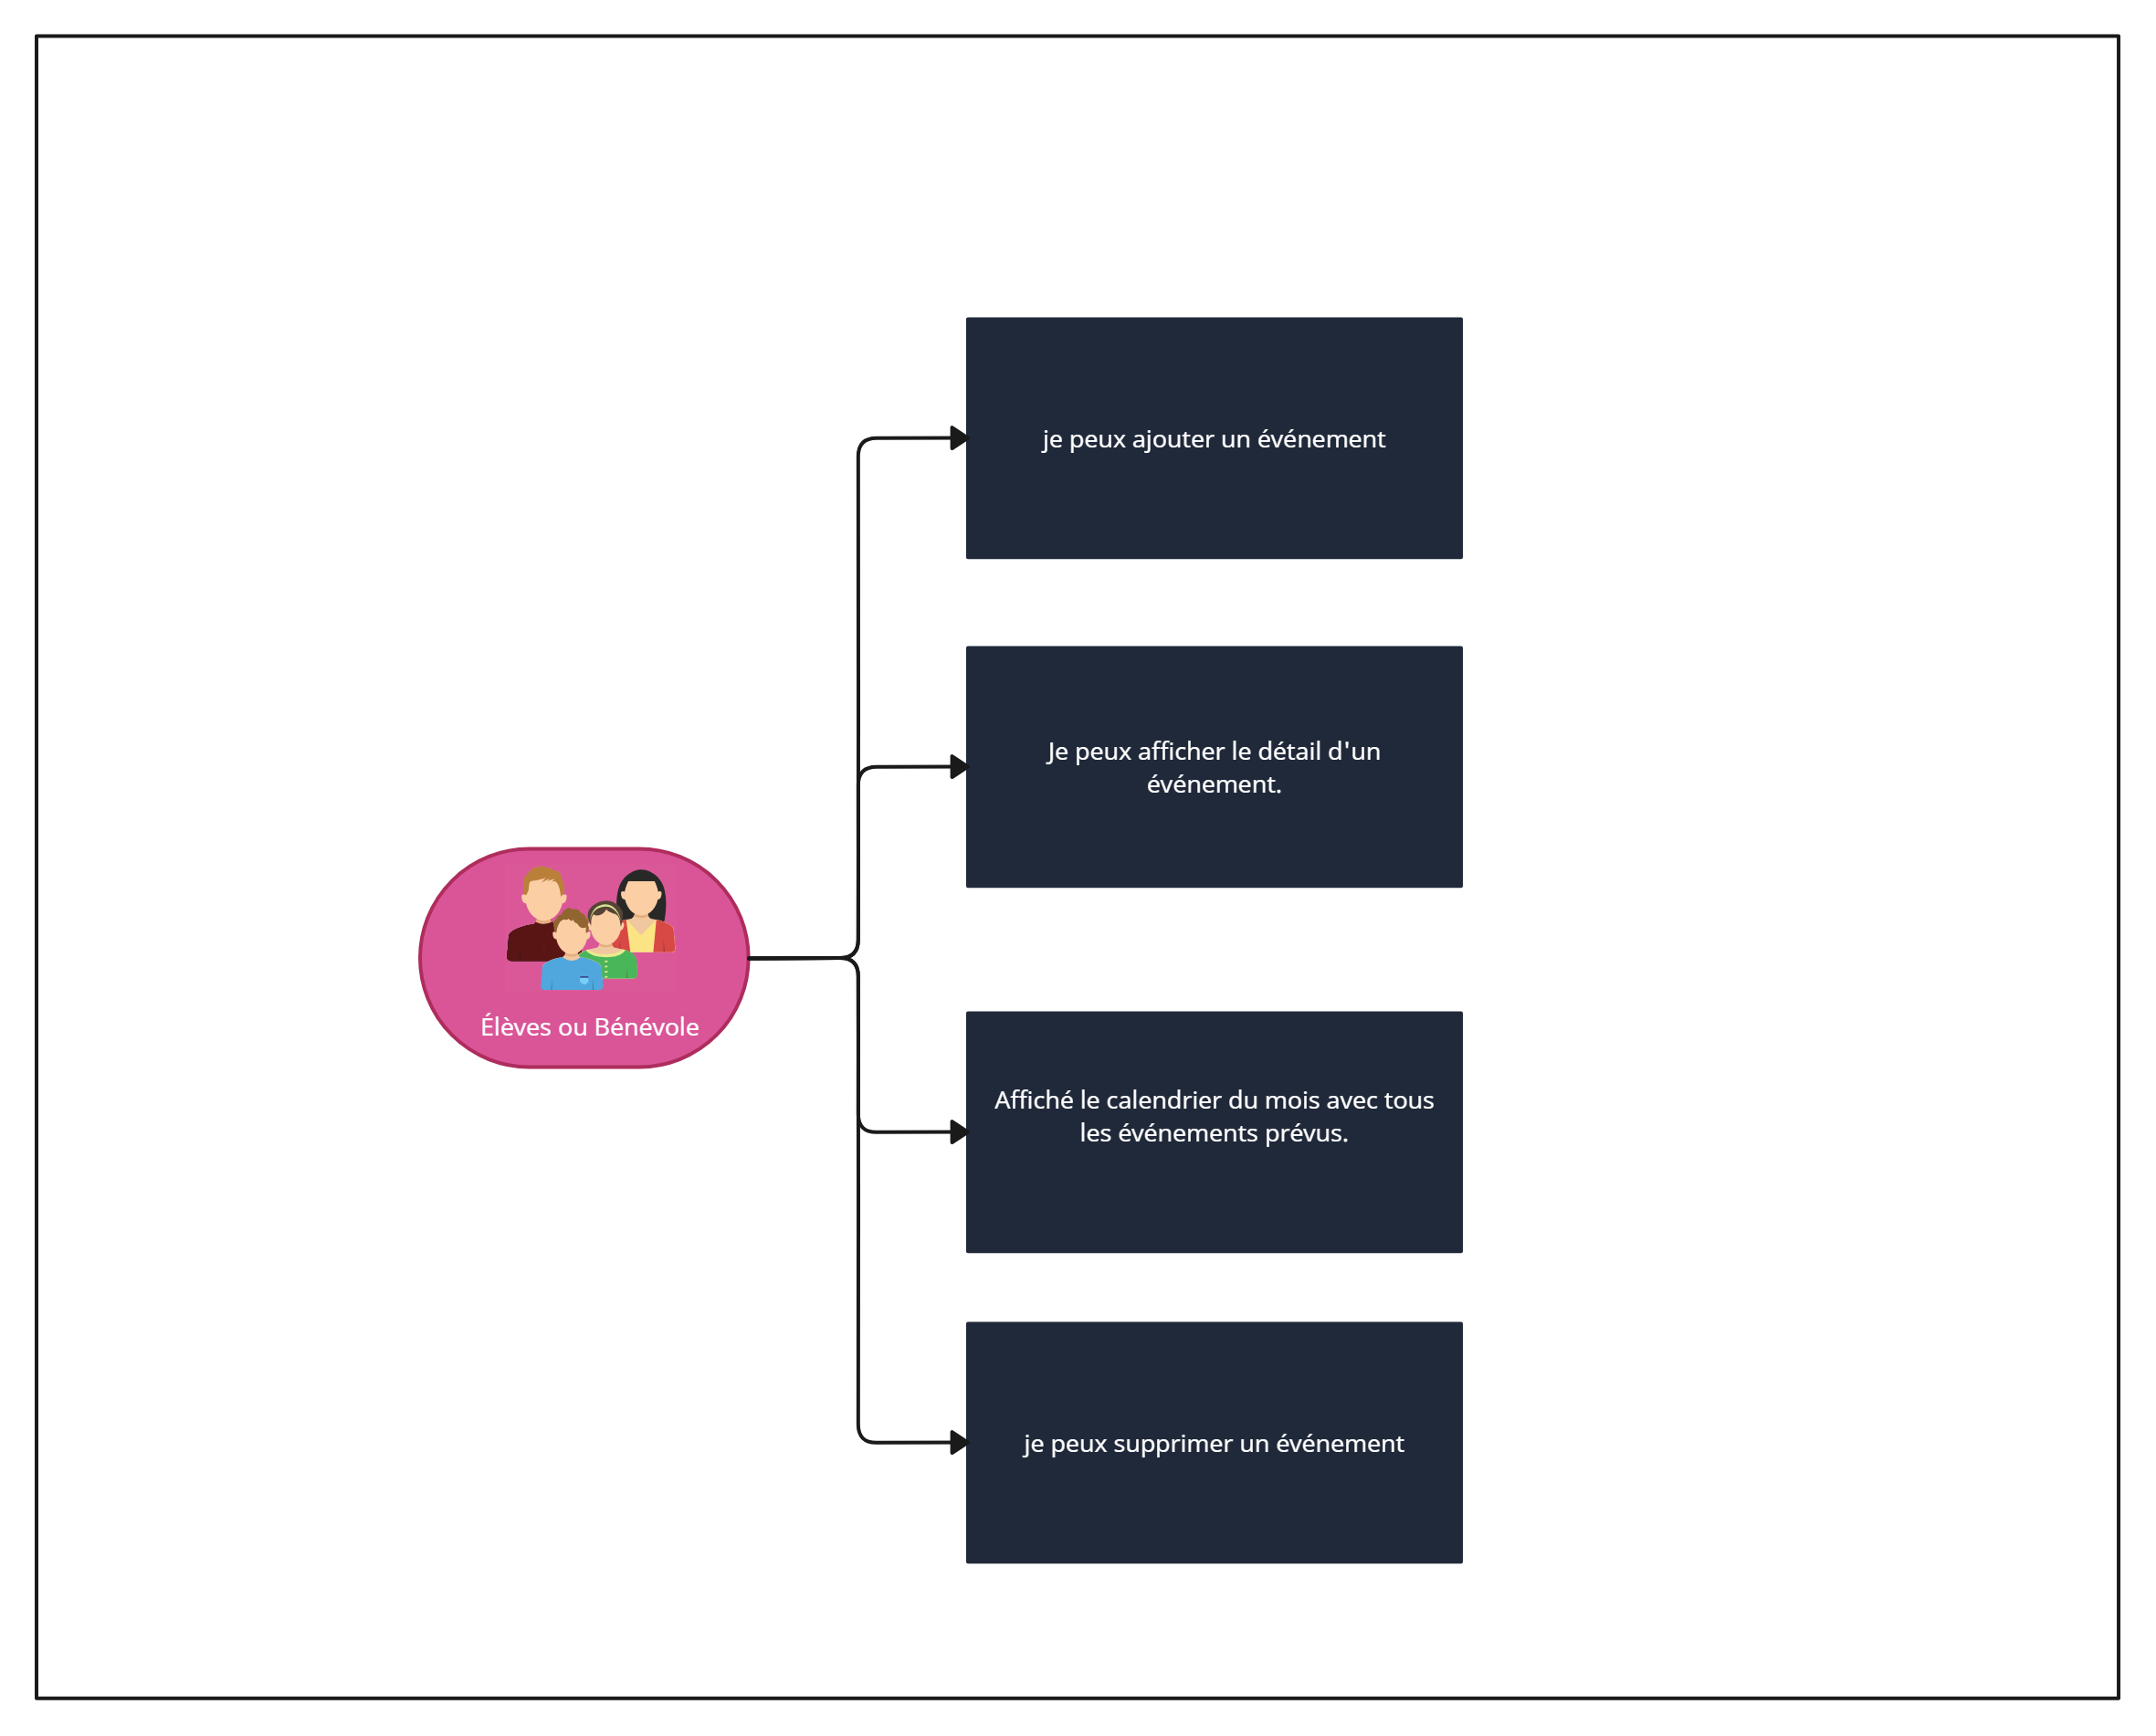 je peux ajouter un événement
Je peux afficher le détail d'un
événement.
Élèves ou Bénévole
Affiché le calendrier du mois avec tous
les événements prévus.
je peux supprimer un événement